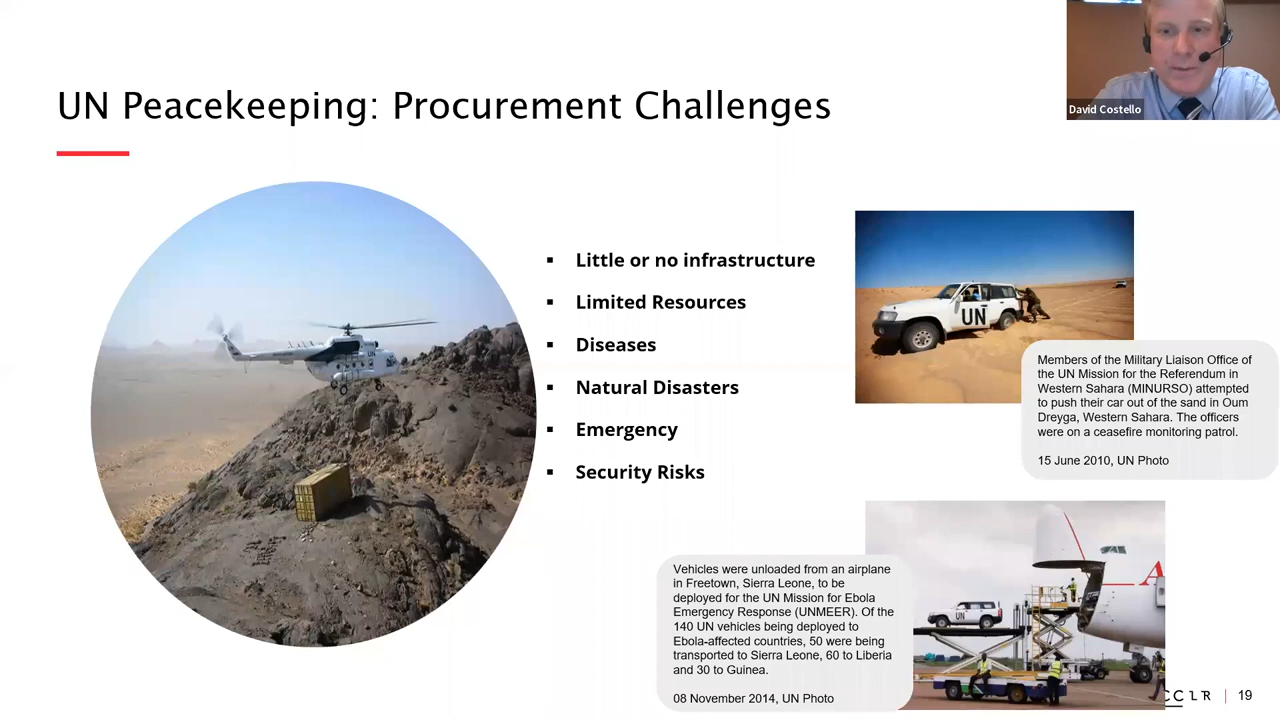 David Costello
UN Peacekeeping: Procurement Challenges
▪ Little or no infrastructure
▪ Limited Resources
▪ Diseases
▪ Natural Disasters
▪ Emergency
▪ Security Risks
UN
UN
Members of the Military Liaison Office of
the UN Mission for the Referendum in
Western Sahara (MINURSO) attempted
to push their car out of the sand in Oum
Dreyga, Western Sahara. The officers
were on a ceasefire monitoring patrol.
15 June 2010, UN Photo
Vehicles were unloaded from an airplane
in Freetown, Sierra Leone, to be
deployed for the UN Mission for Ebola
Emergency Response (UNMEER). Of the
140 UN vehicles being deployed to
Ebola-affected countries, 50 were being
transported to Sierra Leone, 60 to Liberia
and 30 to Guinea.
08 November 2014, UN Photo
UN
A
19